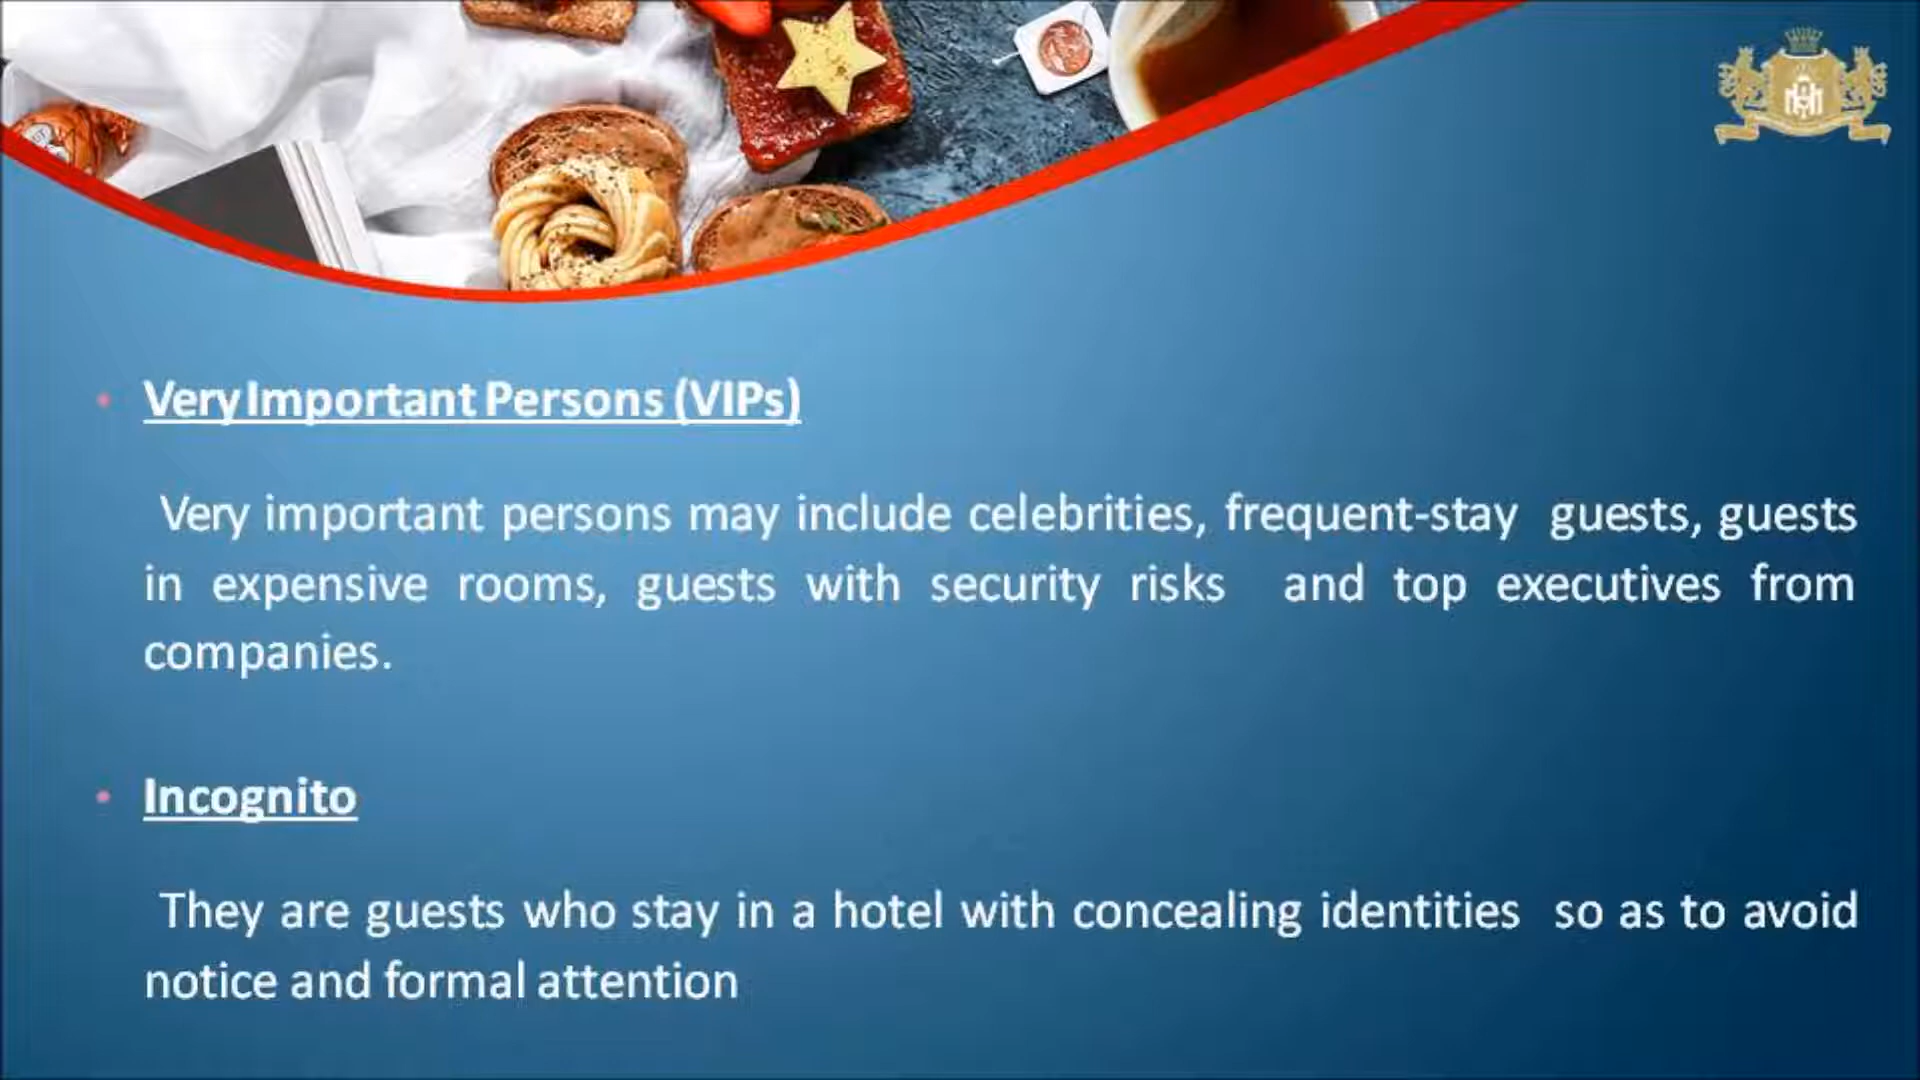 Very Important Persons (VIPs)
Very important persons may include celebrities, frequent-stay guests, guests
in expensive rooms, guests with security risks and top executives from
companies.
Incognito
They are guests who stay in a hotel with concealing identities so as to avoid
notice and formal attention